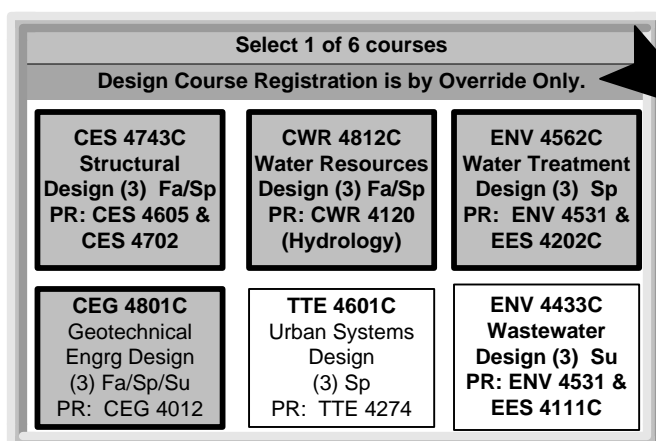 Select 1 of 6 courses
Design Course Registration is by Override Only.
CES 4743C
Structural
Design (3) Fa/Sp
PR: CES 4605 &
CES 4702
CWR 4812C
Water Resources
Design (3) Fa/Sp
PR: CWR 4120
(Hydrology)
ENV 4562C
Water Treatment
Design (3) Sp
PR: ENV 4531 &
EES 4202C
CEG 4801C
Geotechnical
Engrg Design
(3) Fa/Sp/Su
PR: CEG 4012
TTE 4601C
Urban Systems
Design
(3) Sp
PR: TTE 4274
ENV 4433C
Wastewater
Design (3) Su
PR: ENV 4531 &
EES 4111C